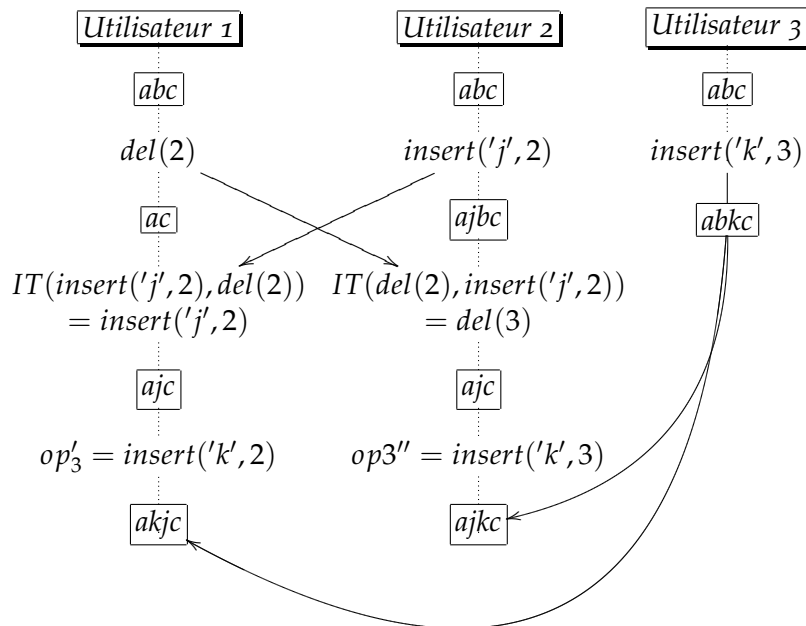 Utilisateur 1 Utilisateur 2 Utilisateur 3
abc abc abc
del(2) insert('j', 2) insert('k', 3)
ac ajbc abkc
IT(insert('j', 2), del(2)) IT(del(2), insert('j', 2))
= insert('j', 2) = del(3)
ajc ajc
op′₃ = insert('k', 2) op3'' = insert('k', 3)
akjc ajkc